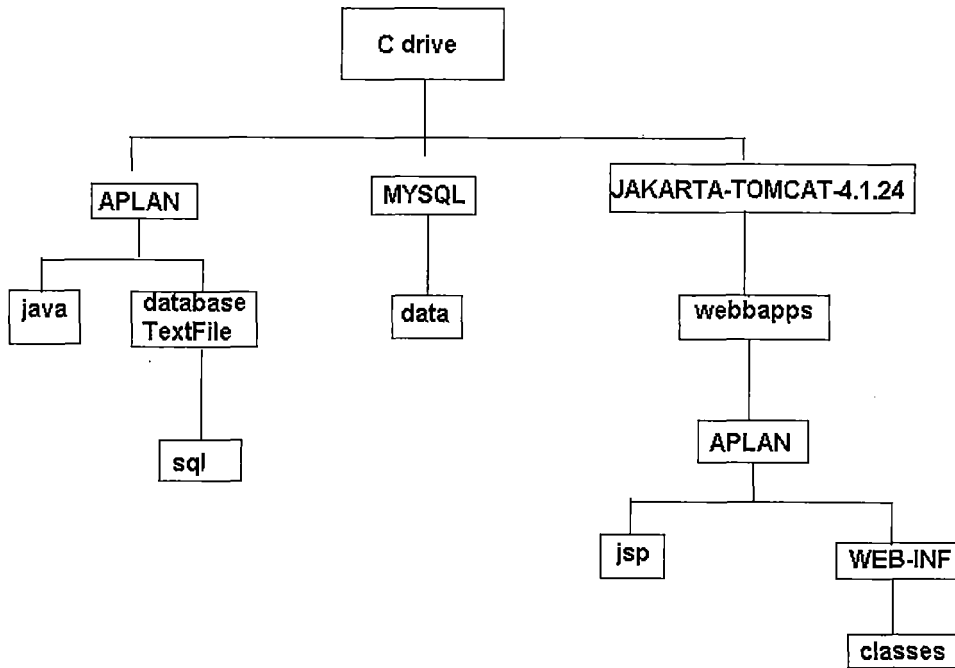 C drive
APLAN
MYSQL
JAKARTA-TOMCAT-4.1.24
java
database
TextFile
data
webbapps
sql
APLAN
jsp
WEB-INF
classes